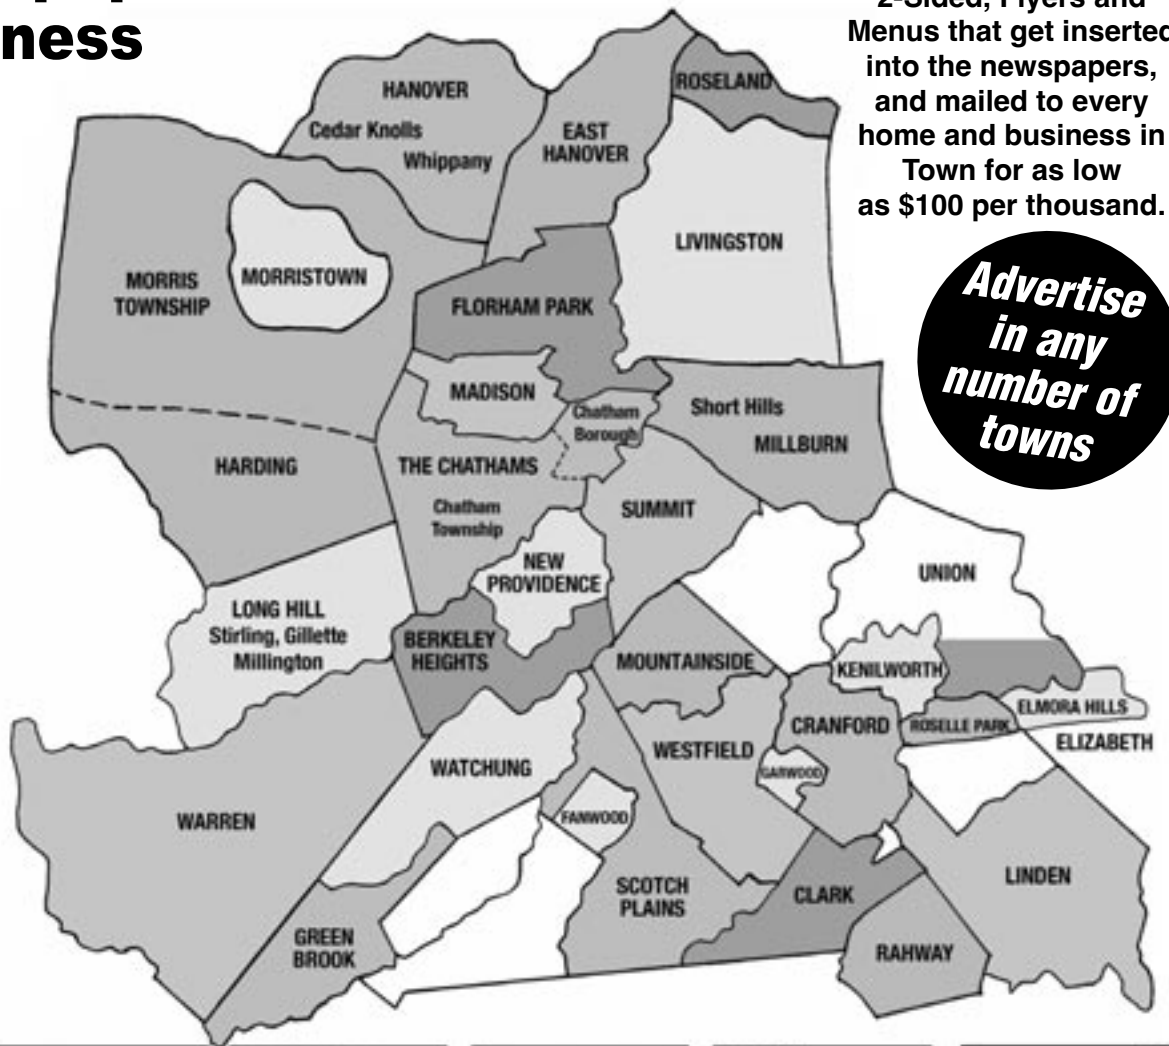 ness
2-Sided, Flyers and
Menus that get inserted
into the newspapers,
and mailed to every
home and business in
Town for as low
as $100 per thousand.
Advertise
in any
number of
towns
HANOVER
Cedar Knolls
Whippany
EAST
HANOVER
ROSELAND
LIVINGSTON
MORRIS
TOWNSHIP
MORRISTOWN
FLORHAM PARK
MADISON
Chatham
Borough
Short Hills
MILLBURN
HARDING
THE CHATHAMS
Chatham
Township
SUMMIT
NEW
PROVIDENCE
UNION
LONG HILL
Stirling, Gillette
Millington
BERKELEY
HEIGHTS
MOUNTAINSIDE
KENILWORTH
ELMORA HILLS
CRANFORD
ROSELLE PARK
ELIZABETH
WESTFIELD
GARWOOD
WATCHUNG
WARREN
FANWOOD
SCOTCH
PLAINS
CLARK
LINDEN
GREEN
BROOK
RAHWAY